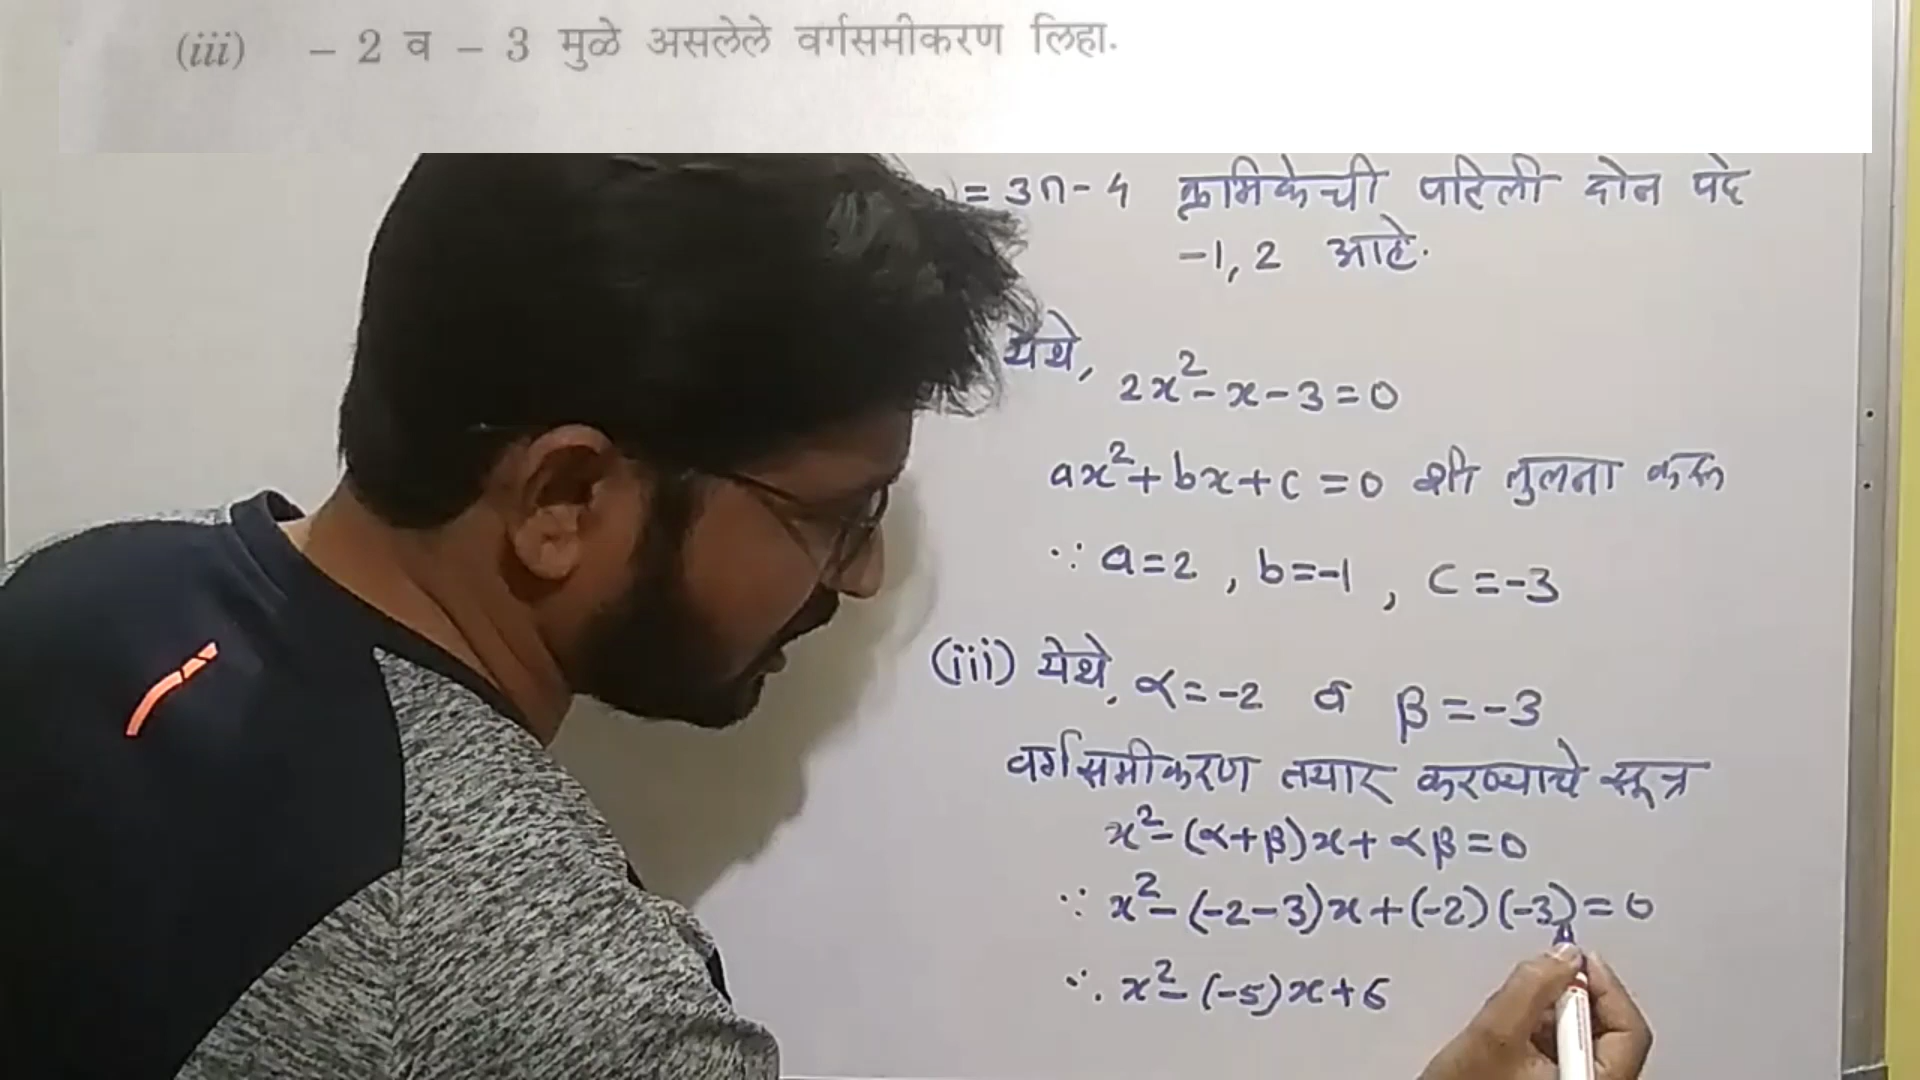 (iii) – 2 व – 3 मुळे असलेले वर्गसमीकरण लिहा.
= 3n - 4 क्रमिकेची पहिली दोन पदे
-1, 2 आहे.
येथे, 2x² - x - 3 = 0
ax² + bx + c = 0 शी तुलना करू
∵ a = 2 , b = -1 , c = -3
(iii) येथे, α = -2 व β = -3
वर्गसमीकरण तयार करण्याचे सूत्र
x² - (α + β)x + αβ = 0
∵ x² - (-2 - 3)x + (-2) (-3) = 0
∴ x² - (-5)x + 6